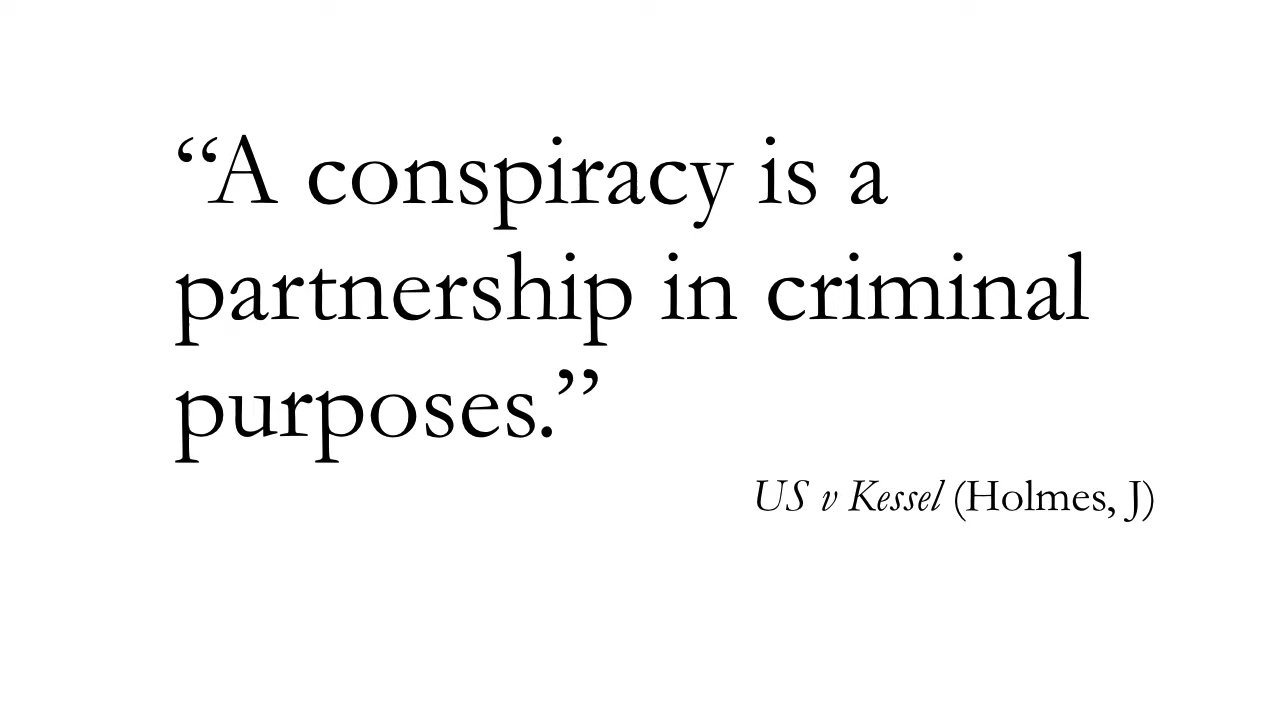 “A conspiracy is a
partnership in criminal
purposes.”
US v Kessel (Holmes, J)